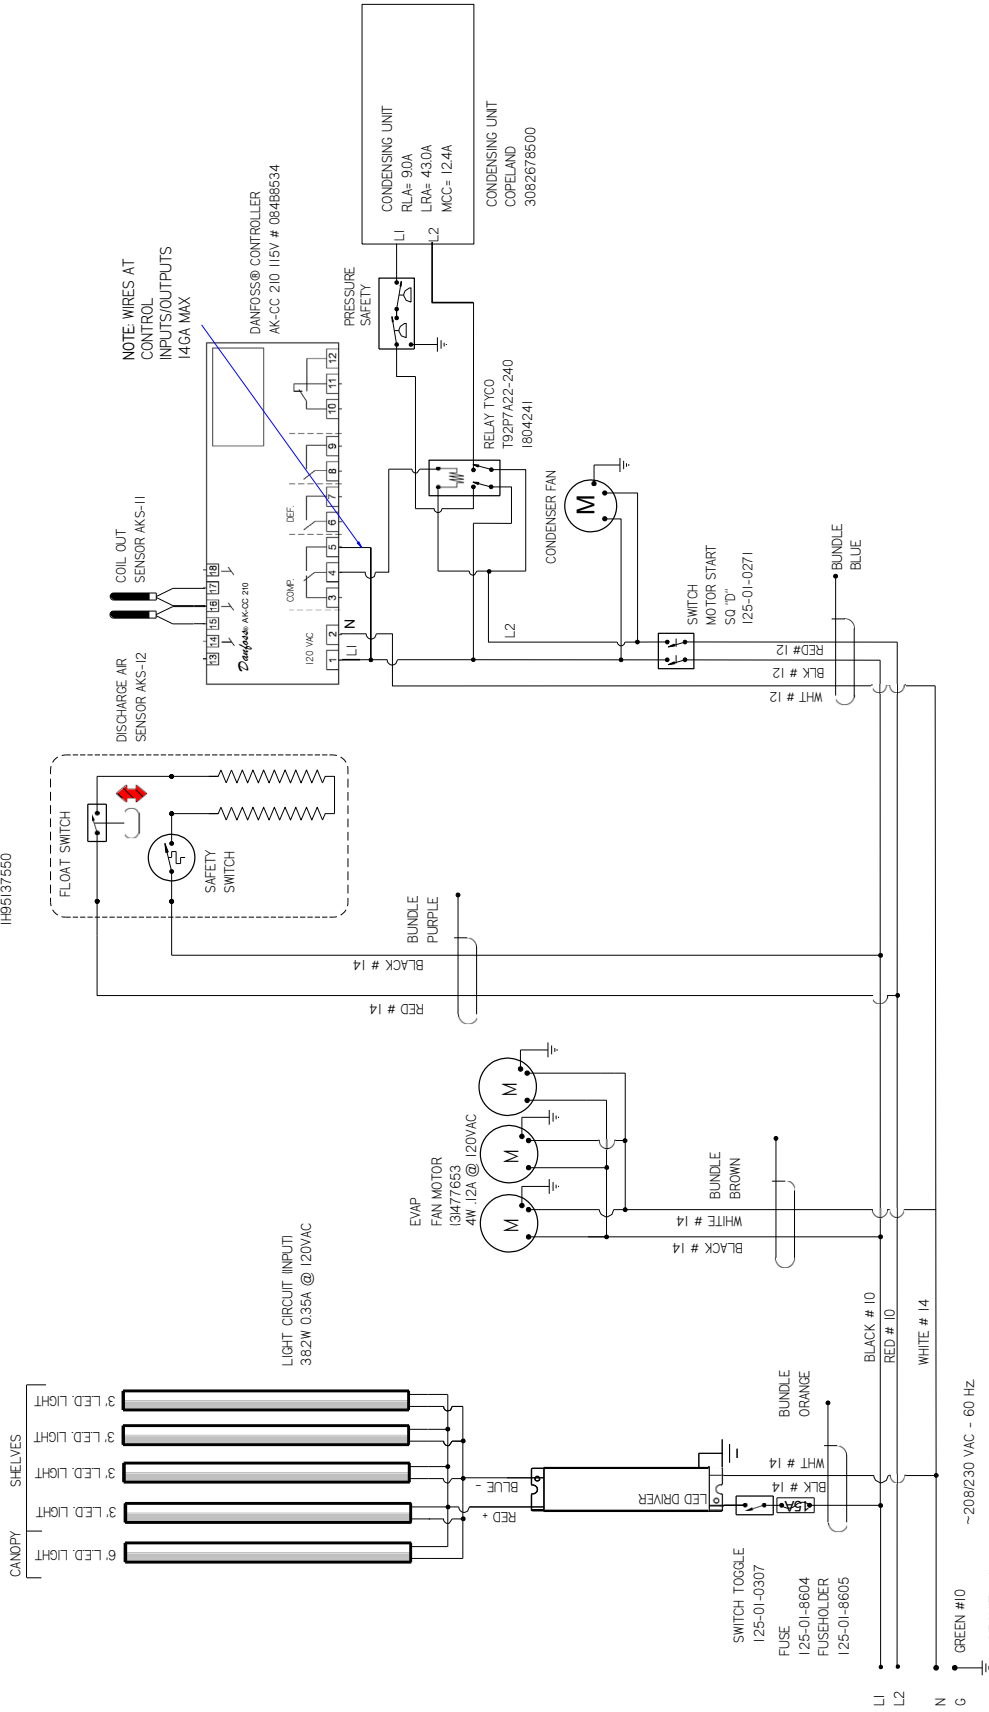 1H95137550
NOTE: WIRES AT
CONTROL
INPUTS/OUTPUTS
14GA MAX
DANFOSS® CONTROLLER
AK-CC 210 115V # 084B8534
CONDENSING UNIT
RLA= 9.0A
LRA= 43.0A
MCC= 12.4A
L1
L2
CONDENSING UNIT
COPELAND
3082678500
PRESSURE
SAFETY
COIL OUT
SENSOR AKS-11
DISCHARGE AIR
SENSOR AKS-12
13
14
15
16
17
18
Danfoss® AK-CC 210
120 VAC
COMP.
DEF.
1
2
3
4
5
6
7
8
9
10
11
12
L1
N
RELAY TYCO
T92P7A22-240
1804241
CONDENSER FAN
M
L2
SWITCH
MOTOR START
SQ "D"
125-01-0271
RED# 12
BLK # 12
WHT # 12
BUNDLE
BLUE
FLOAT SWITCH
SAFETY
SWITCH
BUNDLE
PURPLE
BLACK # 14
RED # 14
EVAP
FAN MOTOR
131477653
4W .12A @ 120VAC
M
M
M
BUNDLE
BROWN
WHITE # 14
BLACK # 14
LIGHT CIRCUIT (INPUT)
38.2W 0.35A @ 120VAC
SHELVES
CANOPY
3' LED. LIGHT
3' LED. LIGHT
3' LED. LIGHT
3' LED. LIGHT
6' LED. LIGHT
BLUE -
RED +
LED DRIVER
WHT # 14
BLK # 14
15A
BUNDLE
ORANGE
SWITCH TOGGLE
125-01-0307
FUSE
125-01-8604
FUSEHOLDER
125-01-8605
BLACK # 10
RED # 10
WHITE # 14
~208/230 VAC - 60 Hz
GREEN #10
L1
L2
N
G